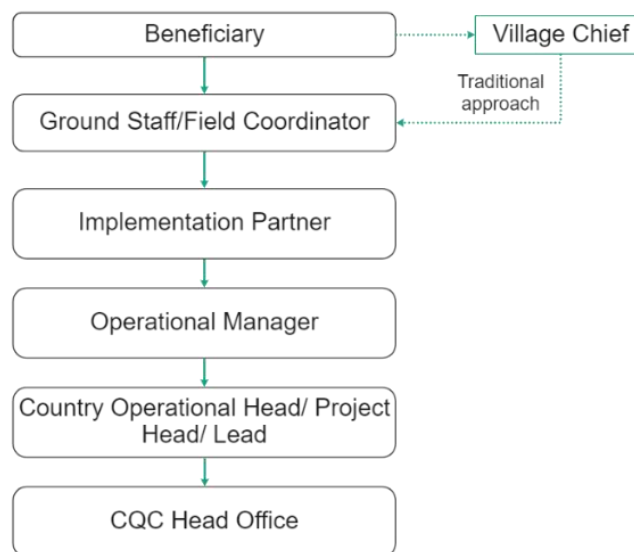 Beneficiary
Village Chief
Traditional
approach
Ground Staff/Field Coordinator
Implementation Partner
Operational Manager
Country Operational Head/ Project
Head/ Lead
CQC Head Office